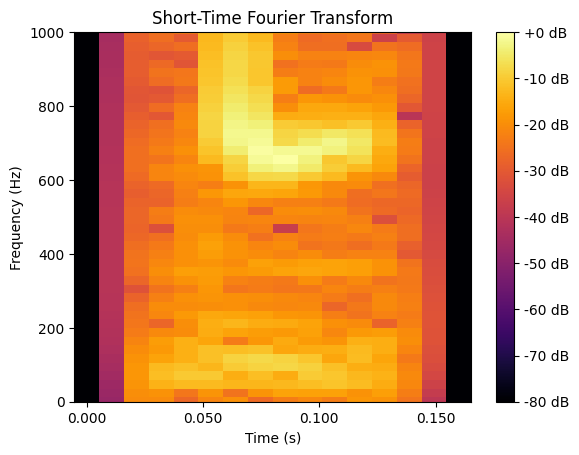 Short-Time Fourier Transform
1000
800
600
400
200
0
Frequency (Hz)
0.000
0.050
0.100
0.150
Time (s)
+0 dB
-10 dB
-20 dB
-30 dB
-40 dB
-50 dB
-60 dB
-70 dB
-80 dB